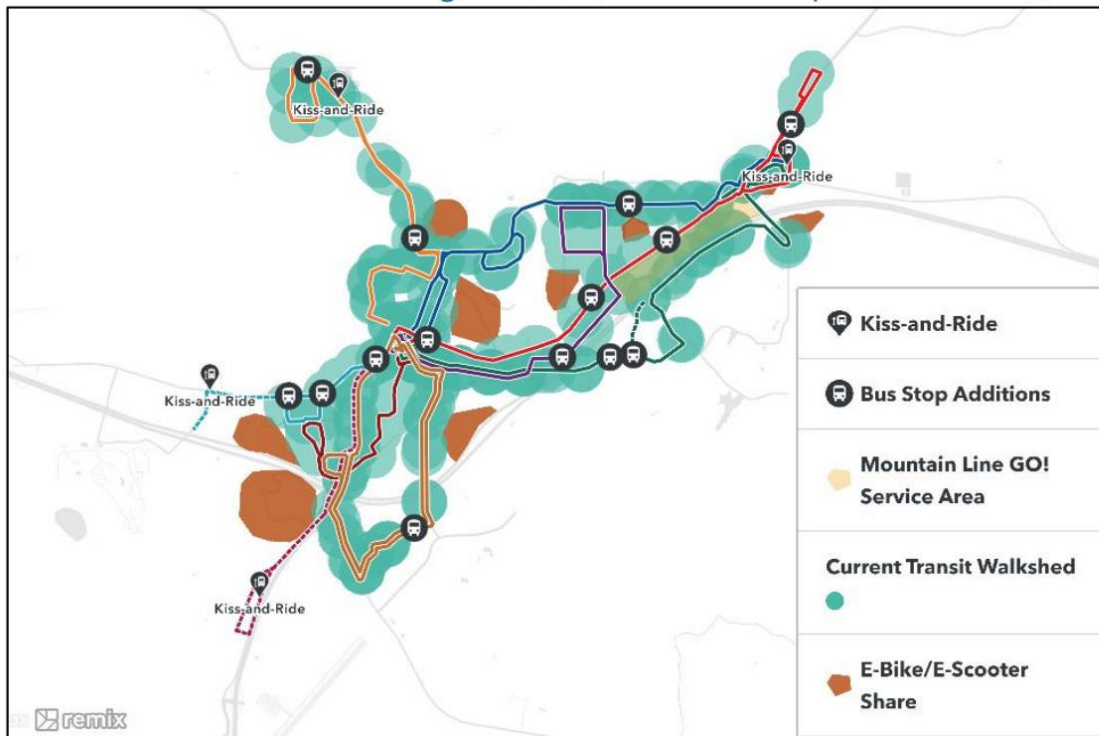 Kiss-and-Ride
Kiss-and-Ride
Kiss-and-Ride
Kiss-and-Ride
Kiss-and-Ride
Bus Stop Additions
Mountain Line GO!
Service Area
Current Transit Walkshed
E-Bike/E-Scooter
Share
remix